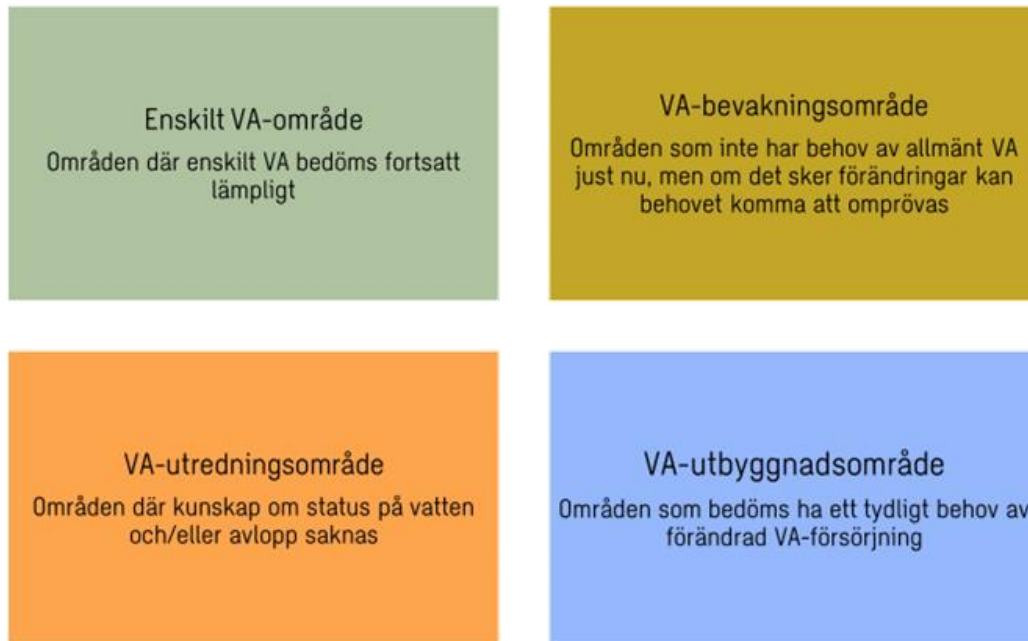 Enskilt VA-område
Områden där enskilt VA bedöms fortsatt
lämpligt
VA-bevakningsområde
Områden som inte har behov av allmänt VA
just nu, men om det sker förändringar kan
behovet komma att omprövas
VA-utredningsområde
Områden där kunskap om status på vatten
och/eller avlopp saknas
VA-utbyggnadsområde
Områden som bedöms ha ett tydligt behov av
förändrad VA-försörjning